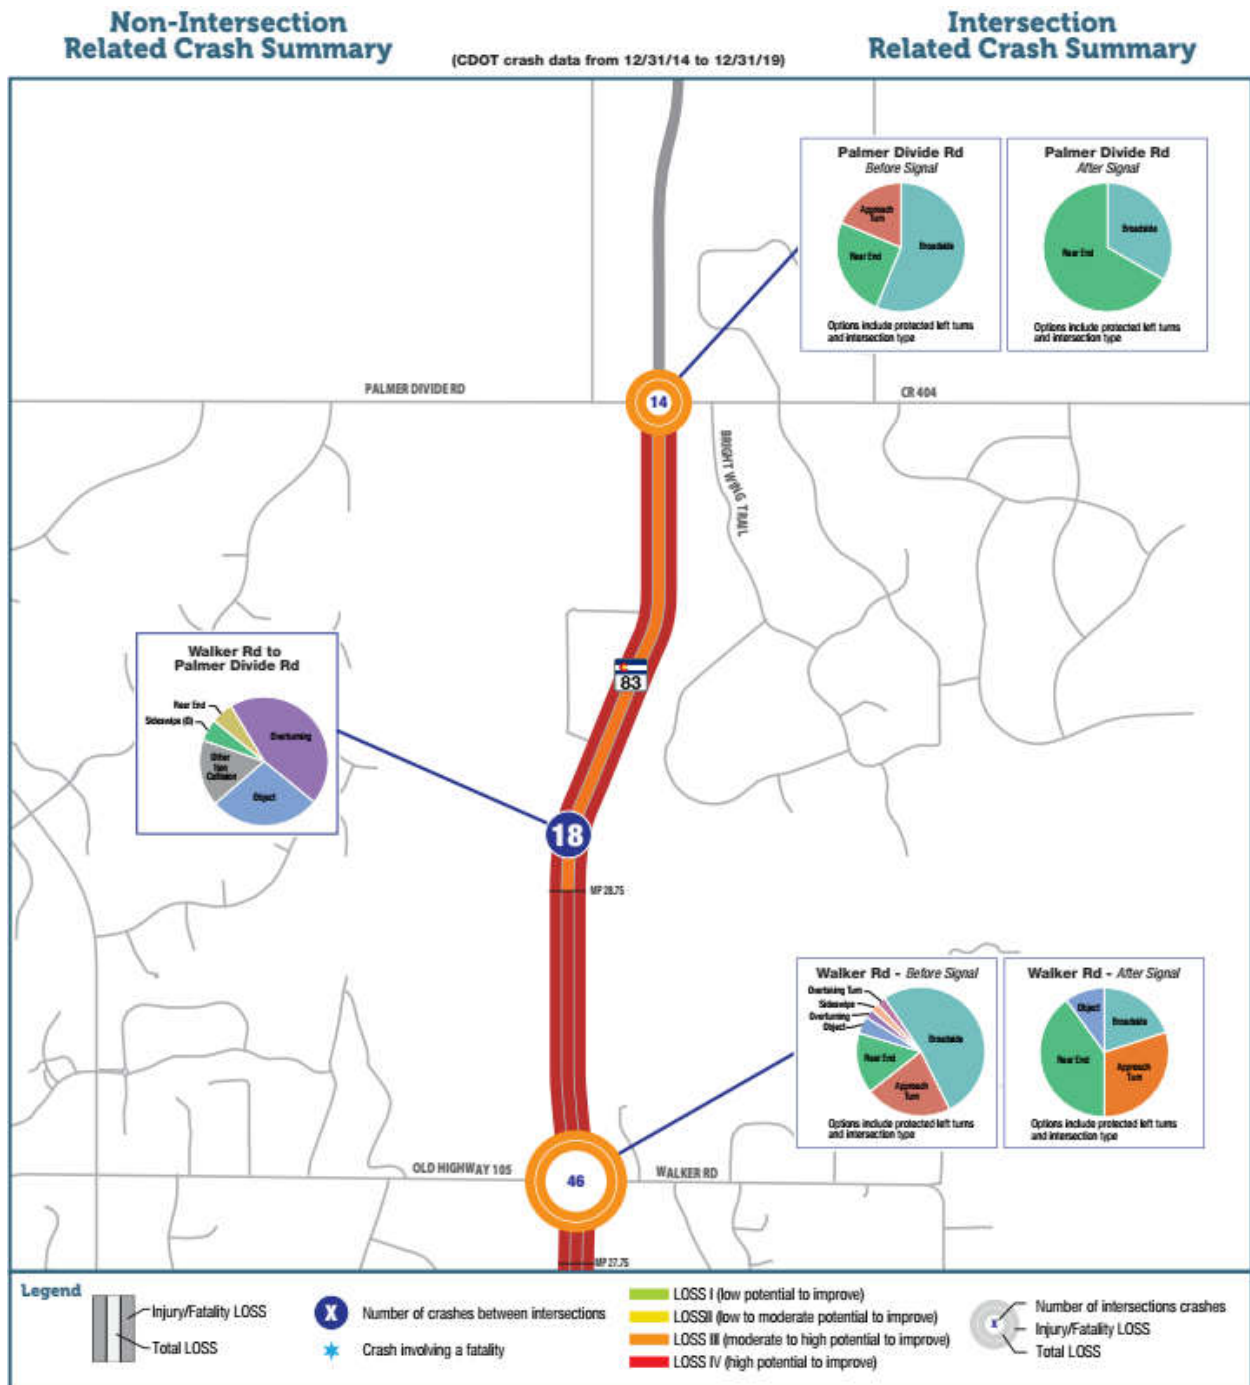 Non-Intersection
Related Crash Summary
Intersection
Related Crash Summary
(CDOT crash data from 12/31/14 to 12/31/19)
Palmer Divide Rd
Before Signal
Approach
Turn
Broadside
Rear End
Options include protected left turns
and intersection type
Palmer Divide Rd
After Signal
Broadside
Rear End
Options include protected left turns
and intersection type
PALMER DIVIDE RD
14
CR 404
BRIGHT WING TRAIL
Walker Rd to
Palmer Divide Rd
Rear End
Sideswipe (O)
Overturning
Other
Non
Collision
Object
83
18
MP 28.75
Walker Rd - Before Signal
Overtaking Turn
Sideswipe
Overturning
Object
Broadside
Rear End
Approach
Turn
Options include protected left turns
and intersection type
Walker Rd - After Signal
Object
Broadside
Rear End
Approach
Turn
Options include protected left turns
and intersection type
OLD HIGHWAY 105
46
WALKER RD
MP 27.75
Legend
Injury/Fatality LOSS
Total LOSS
X
Number of crashes between intersections
Crash involving a fatality
LOSS I (low potential to improve)
LOSSII (low to moderate potential to improve)
LOSS III (moderate to high potential to improve)
LOSS IV (high potential to improve)
x
Number of intersections crashes
Injury/Fatality LOSS
Total LOSS